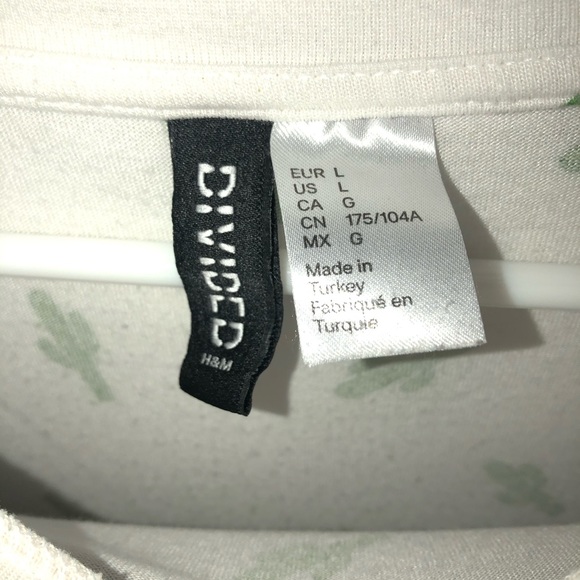 DIVIDED
H&M
EUR L
US L
CA G
CN 175/104A
MX G
Made in
Turkey
Fabriqué en
Turquie